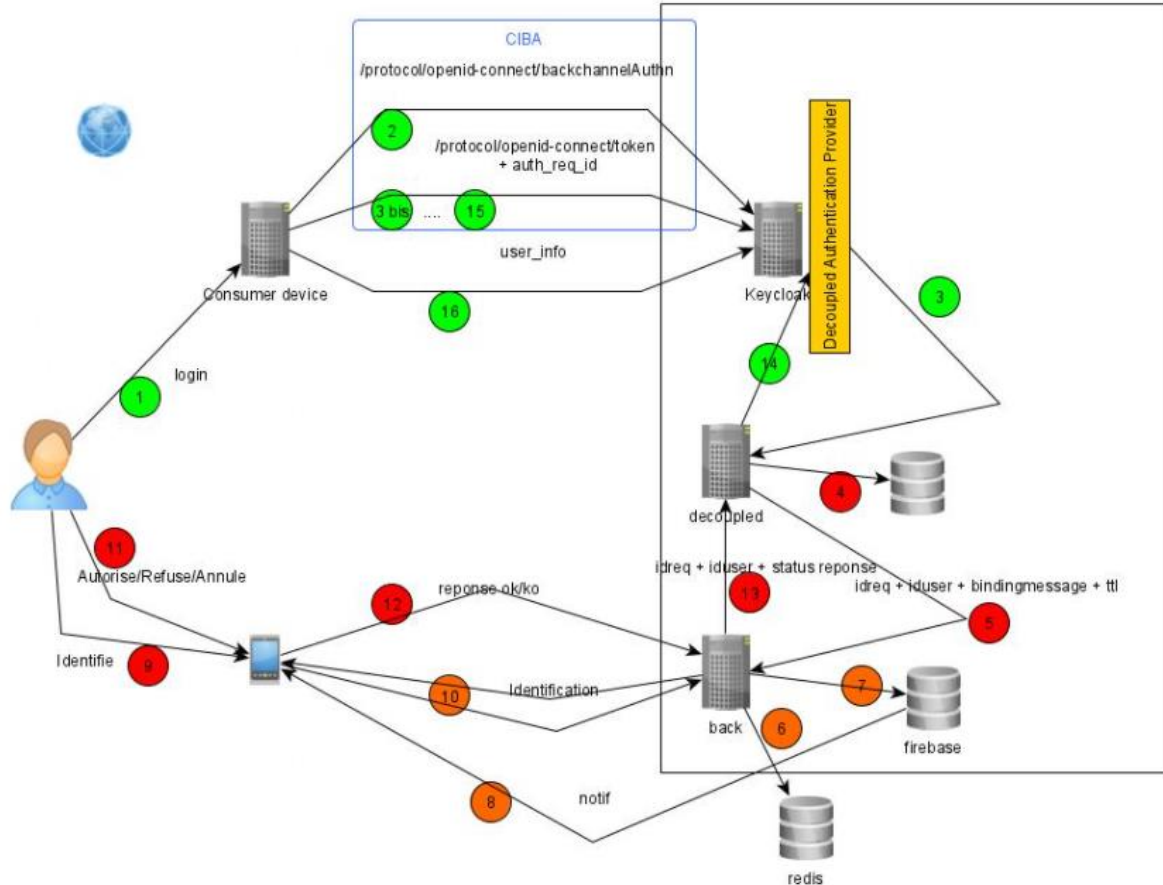 CIBA
/protocol/openid-connect/backchannelAuthn
2
/protocol/openid-connect/token
+ auth_req_id
3 bis
....
15
user_info
Consumer device
16
Keycloak
Decoupled Authentication Provider
3
login
1
14
4
decoupled
11
Autorise/Refuse/Annule
idreq + iduser + status reponse
13
idreq + iduser + bindingmessage + ttl
5
reponse ok/ko
12
Identifie
9
10
Identification
7
back
6
firebase
8
notif
redis